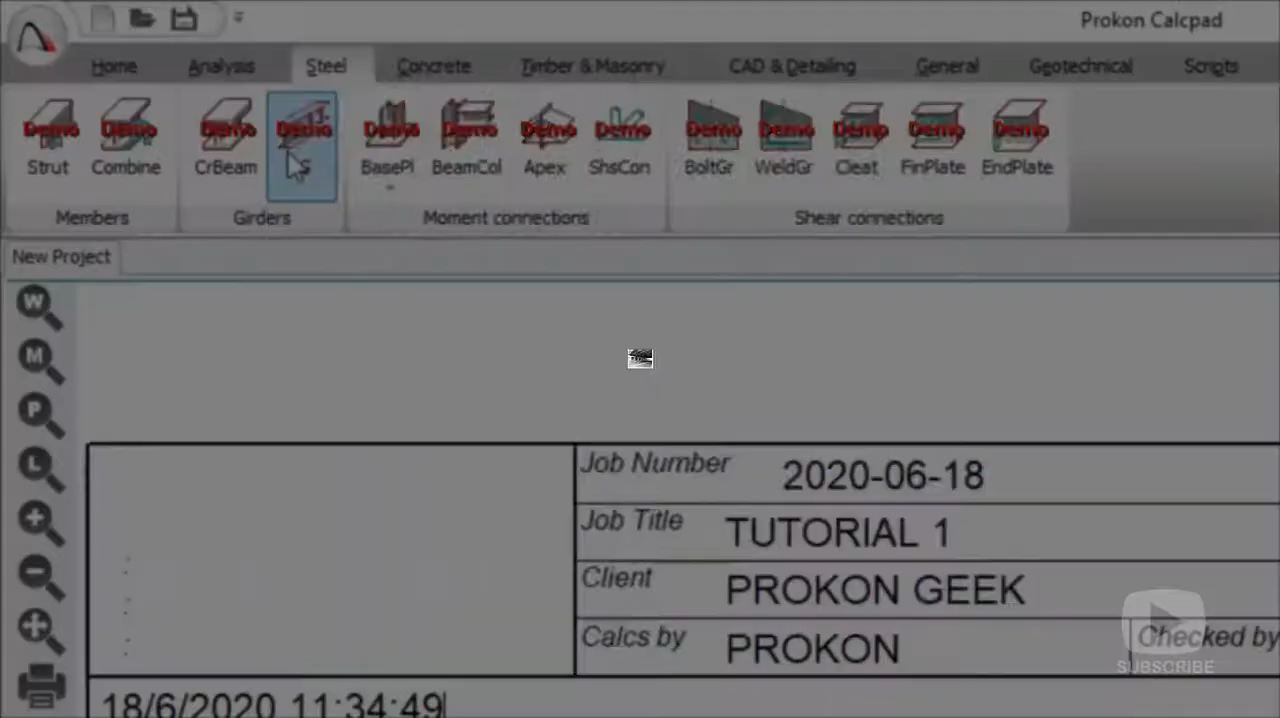 Prokon Calcpad
Home Analysis Steel Concrete Timber & Masonry CAD & Detailing General Geotechnical Scripts
Demo Demo Demo Demo Demo Demo Demo Demo Demo Demo Demo Demo Demo
Strut Combine CrBeam BasePl BeamCol Apex ShsCon BoltGr WeldGr Cleat FinPlate EndPlate
Members Girders Moment connections Shear connections
New Project
W
M
P
L
Job Number 2020-06-18
Job Title TUTORIAL 1
Client PROKON GEEK
Calcs by PROKON Checked by
SUBSCRIBE
18/6/2020 11:34:49